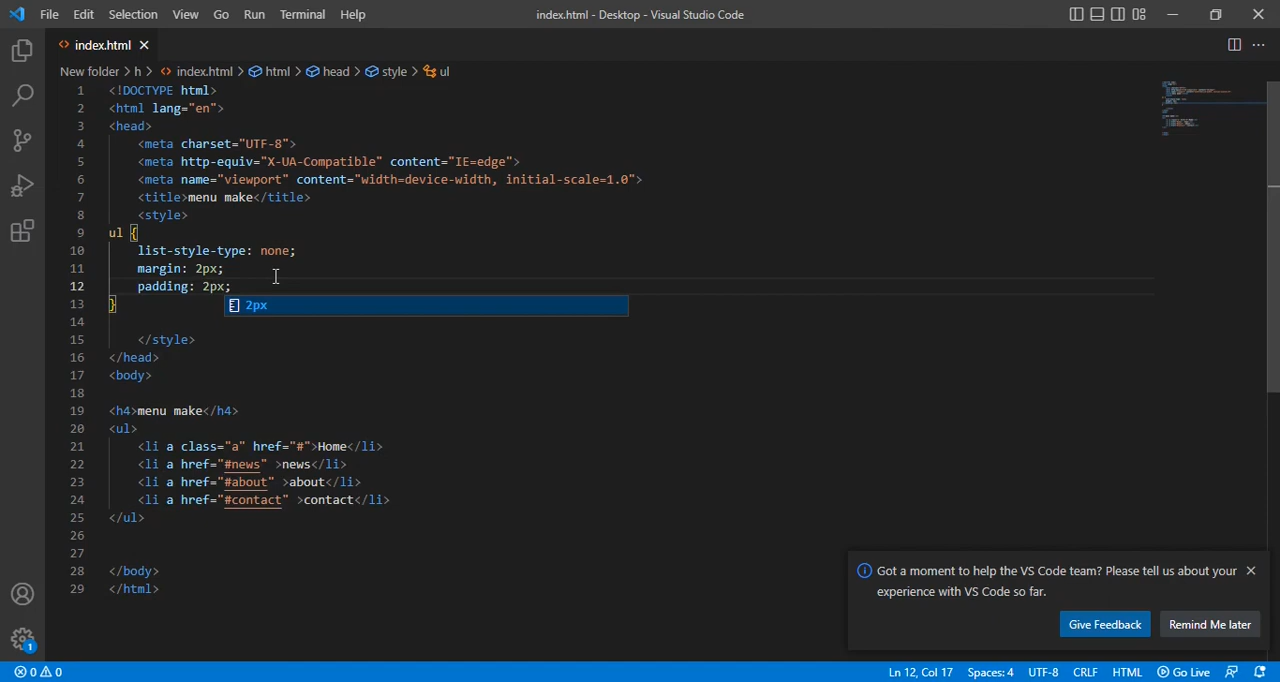 File Edit Selection View Go Run Terminal Help index.html - Desktop - Visual Studio Code
index.html
New folder > h > index.html > html > head > style > ul
1 <!DOCTYPE html>
2 <html lang="en">
3 <head>
4 <meta charset="UTF-8">
5 <meta http-equiv="X-UA-Compatible" content="IE=edge">
6 <meta name="viewport" content="width=device-width, initial-scale=1.0">
7 <title>menu make</title>
8 <style>
9 ul {
10 list-style-type: none;
11 margin: 2px;
12 padding: 2px;
13 }
2px
14
15 </style>
16 </head>
17 <body>
18
19 <h4>menu make</h4>
20 <ul>
21 <li a class="a" href="#">Home</li>
22 <li a href="#news" >news</li>
23 <li a href="#about" >about</li>
24 <li a href="#contact" >contact</li>
25 </ul>
26
27
28 </body>
29 </html>
Got a moment to help the VS Code team? Please tell us about your
experience with VS Code so far.
Give Feedback Remind Me later
1
0 0 Ln 12, Col 17 Spaces: 4 UTF-8 CRLF HTML Go Live